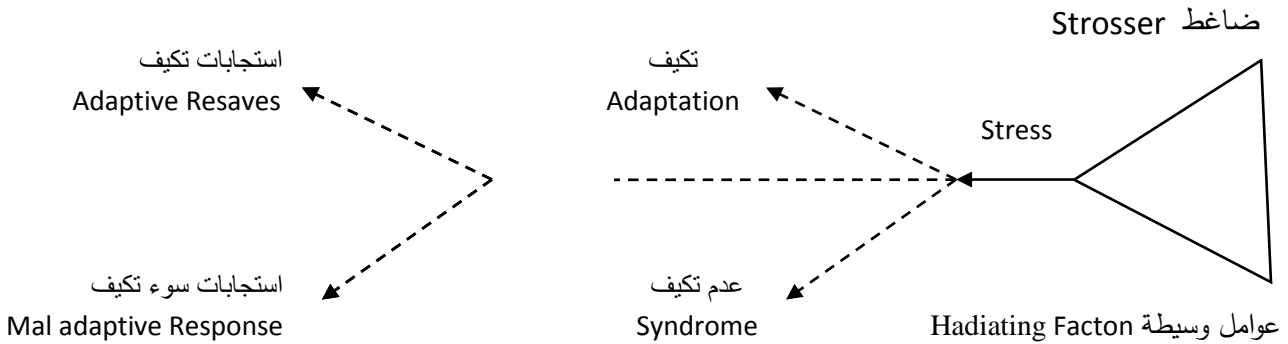 ضاغط Strosser
تكيف
Adaptation
استجابات تكيف
Adaptive Resaves
Stress
عدم تكيف
Syndrome
استجابات سوء تكيف
Mal adaptive Response
عوامل وسيطة Hadiating Facton